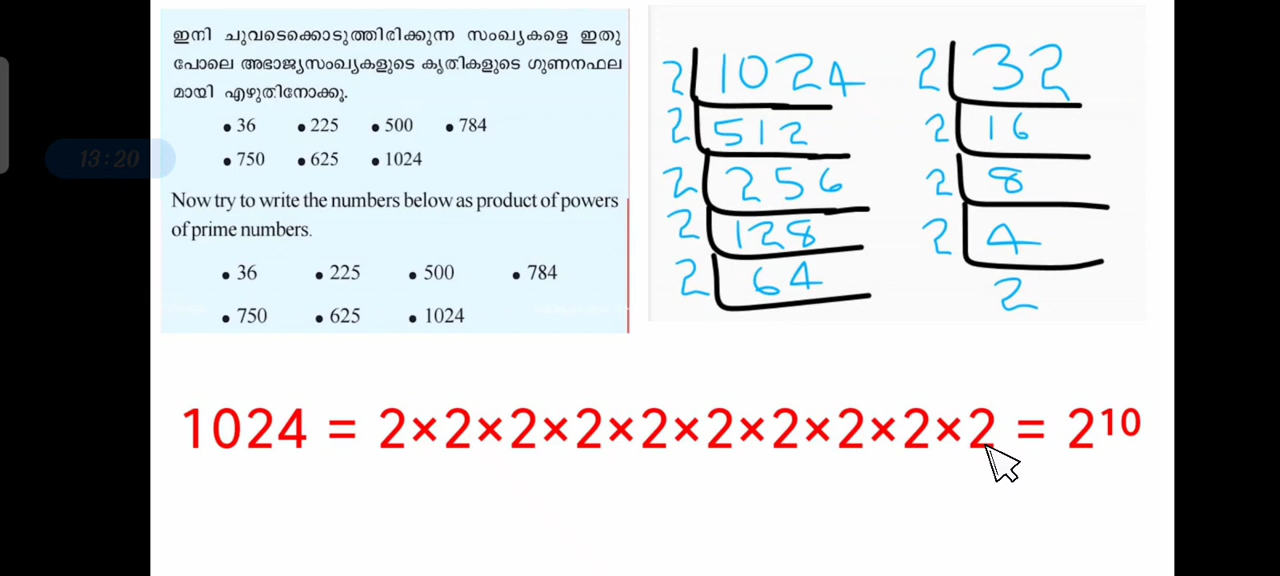 ഇനി ചുവടെക്കൊടുത്തിരിക്കുന്ന സംഖ്യകളെ ഇതു
പോലെ അഭാജ്യസംഖ്യകളുടെ കൃതികളുടെ ഗുണനഫല
മായി എഴുതിനോക്കൂ.
• 36 • 225 • 500 • 784
• 750 • 625 • 1024
Now try to write the numbers below as product of powers
of prime numbers.
• 36 • 225 • 500 • 784
• 750 • 625 • 1024
13:20
2 1024
2 512
2 256
2 128
2 64
2 32
2 16
2 8
2 4
2
1024 = 2×2×2×2×2×2×2×2×2×2 = 2¹⁰